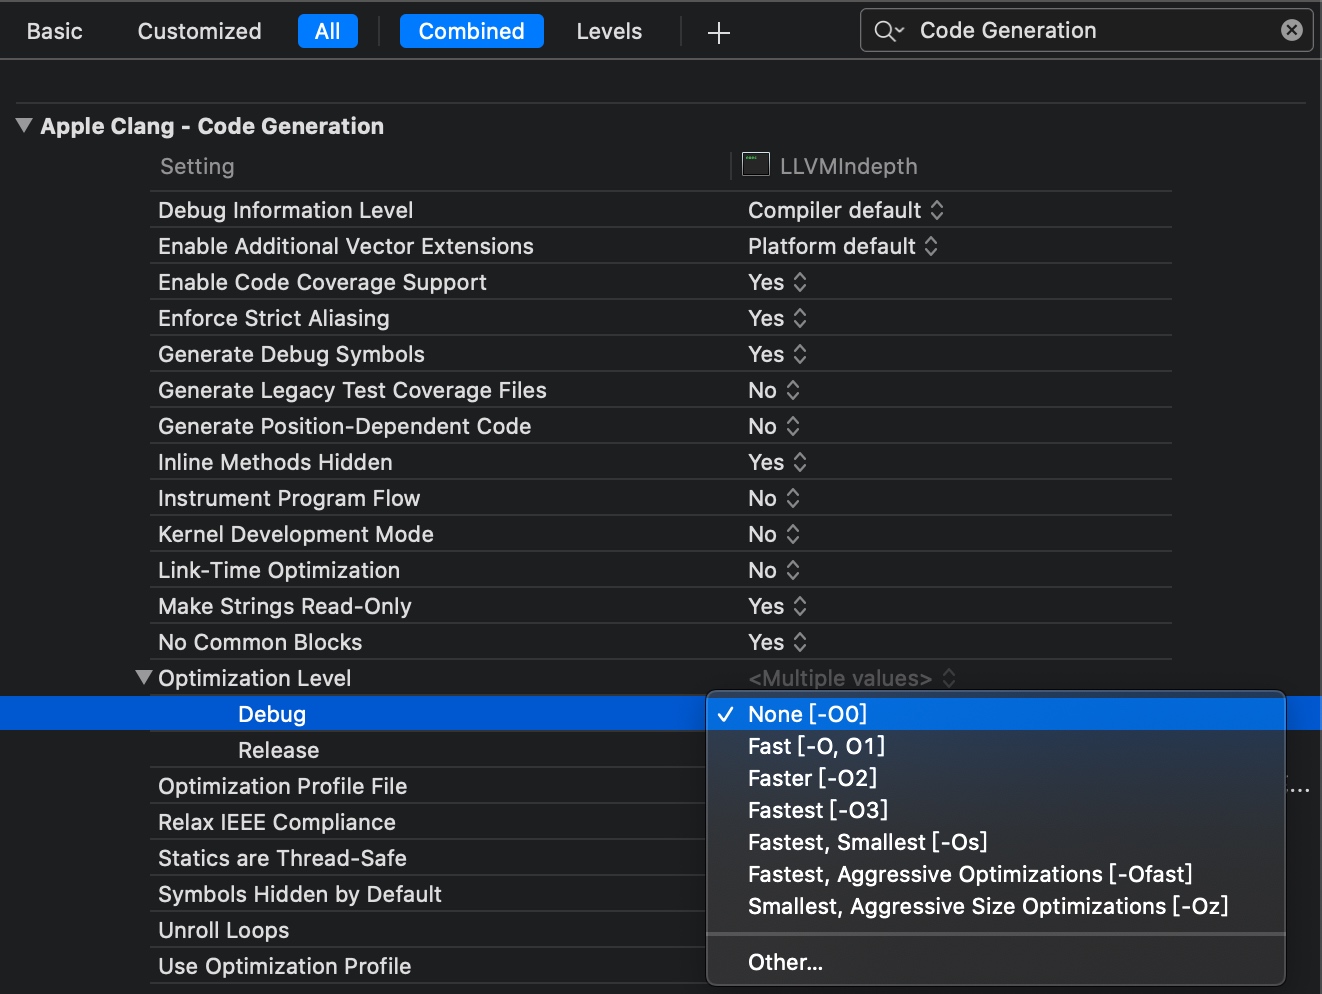 Basic Customized All Combined Levels + Code Generation
Apple Clang - Code Generation
Setting LLVMIndepth
Debug Information Level Compiler default
Enable Additional Vector Extensions Platform default
Enable Code Coverage Support Yes
Enforce Strict Aliasing Yes
Generate Debug Symbols Yes
Generate Legacy Test Coverage Files No
Generate Position-Dependent Code No
Inline Methods Hidden Yes
Instrument Program Flow No
Kernel Development Mode No
Link-Time Optimization No
Make Strings Read-Only Yes
No Common Blocks Yes
Optimization Level <Multiple values>
Debug
Release
Optimization Profile File
Relax IEEE Compliance
Statics are Thread-Safe
Symbols Hidden by Default
Unroll Loops
Use Optimization Profile
✓ None [-O0]
Fast [-O, O1]
Faster [-O2]
Fastest [-O3]
Fastest, Smallest [-Os]
Fastest, Aggressive Optimizations [-Ofast]
Smallest, Aggressive Size Optimizations [-Oz]
Other...